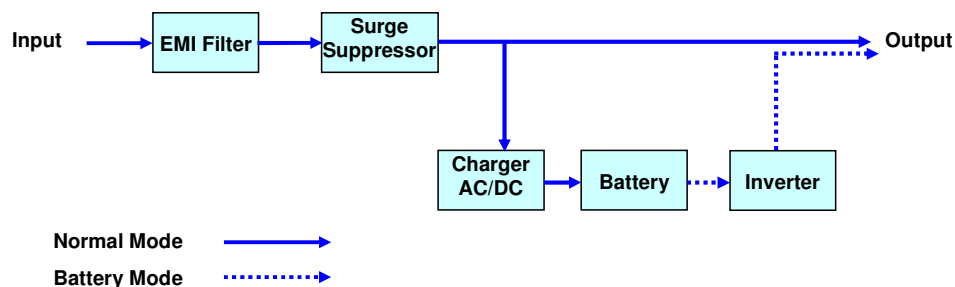 Input
EMI Filter
Surge
Suppressor
Output
Charger
AC/DC
Battery
Inverter
Normal Mode
Battery Mode